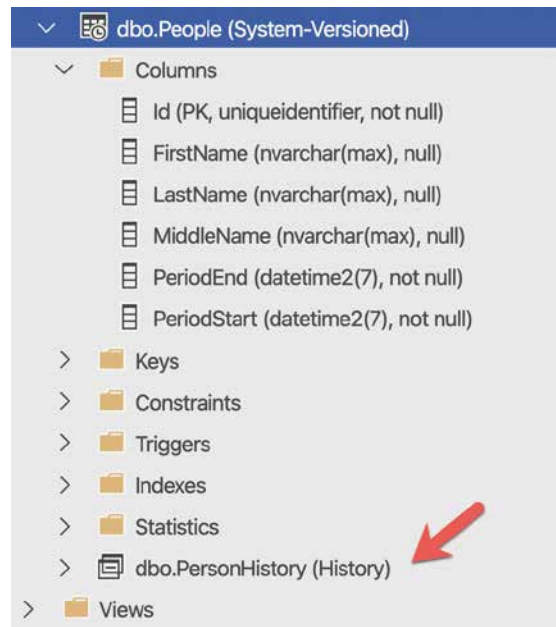 dbo.People (System-Versioned)
Columns
Id (PK, uniqueidentifier, not null)
FirstName (nvarchar(max), null)
LastName (nvarchar(max), null)
MiddleName (nvarchar(max), null)
PeriodEnd (datetime2(7), not null)
PeriodStart (datetime2(7), not null)
Keys
Constraints
Triggers
Indexes
Statistics
dbo.PersonHistory (History)
Views